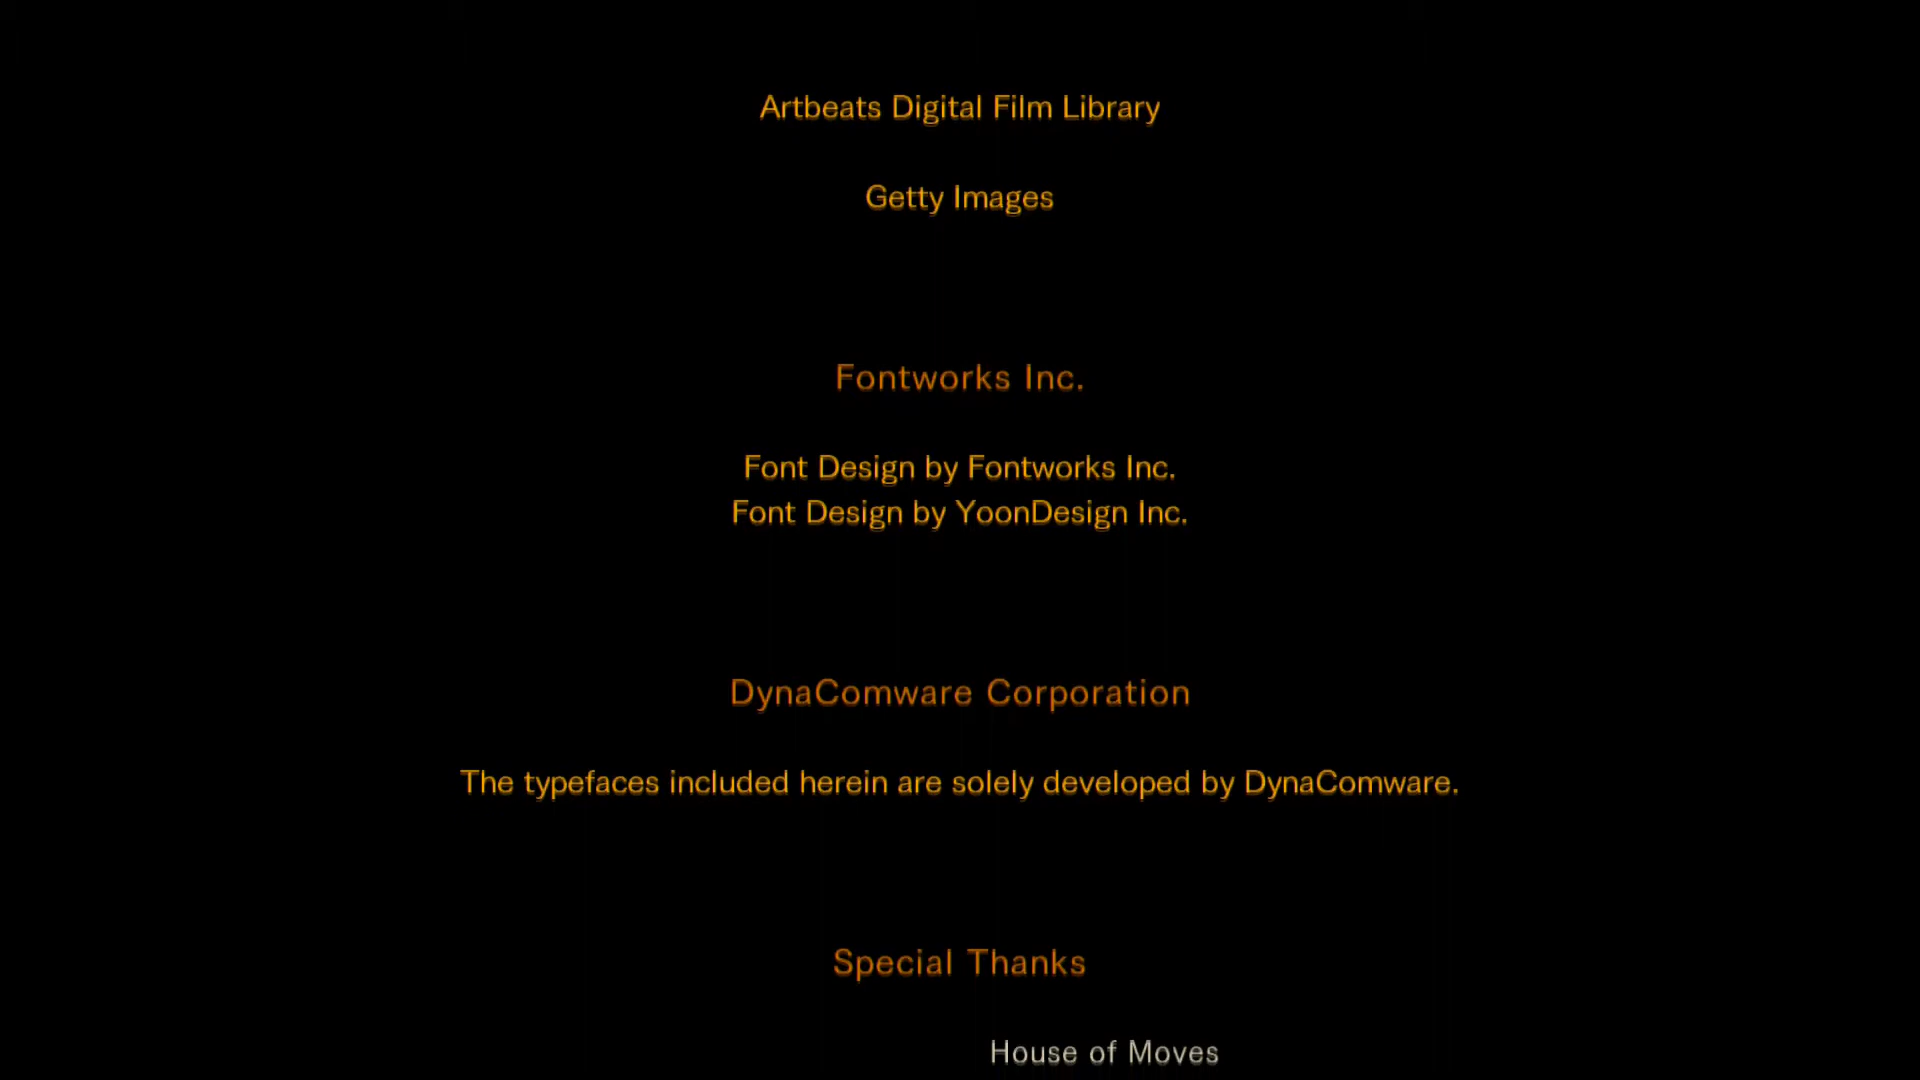 Artbeats Digital Film Library
Getty Images
Fontworks Inc.
Font Design by Fontworks Inc.
Font Design by YoonDesign Inc.
DynaComware Corporation
The typefaces included herein are solely developed by DynaComware.
Special Thanks
House of Moves